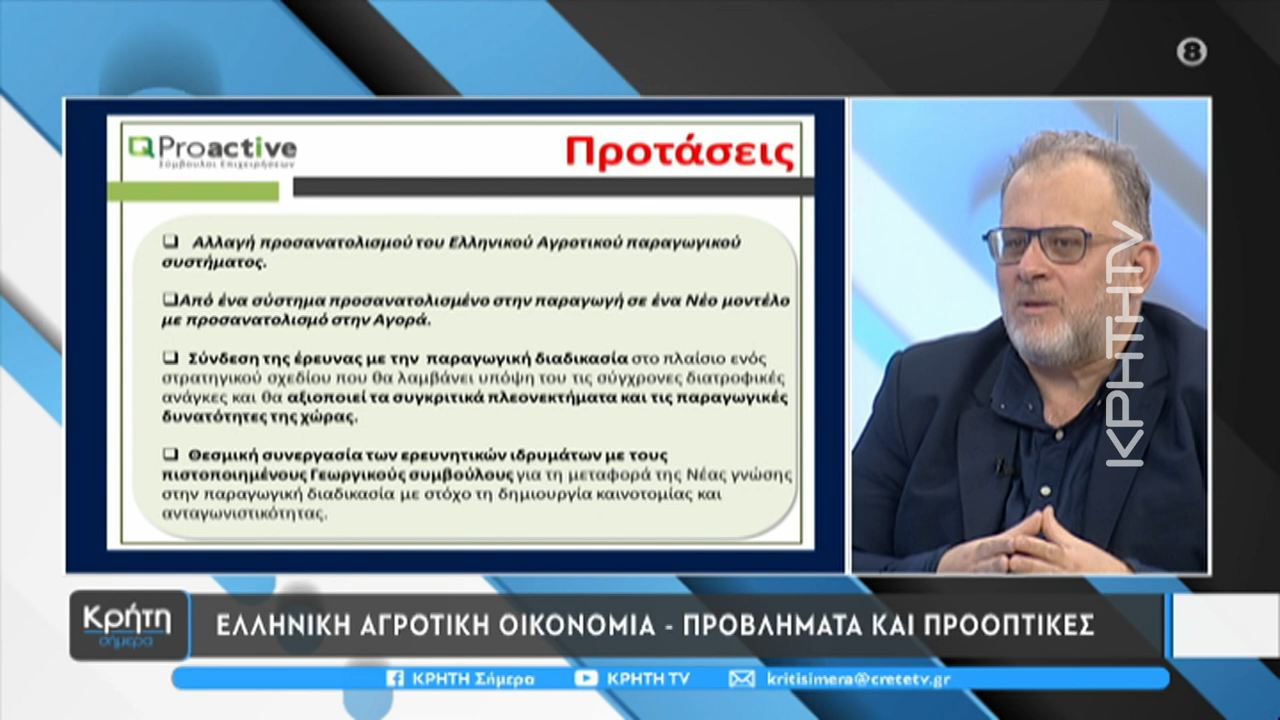 8
Proactive
Σύμβουλοι Επιχειρήσεων
Προτάσεις
Αλλαγή προσανατολισμού του Ελληνικού Αγροτικού παραγωγικού
συστήματος.
Από ένα σύστημα προσανατολισμένο στην παραγωγή σε ένα Νέο μοντέλο
με προσανατολισμό στην Αγορά.
Σύνδεση της έρευνας με την παραγωγική διαδικασία στο πλαίσιο ενός
στρατηγικού σχεδίου που θα λαμβάνει υπόψη του τις σύγχρονες διατροφικές
ανάγκες και θα αξιοποιεί τα συγκριτικά πλεονεκτήματα και τις παραγωγικές
δυνατότητες της χώρας.
Θεσμική συνεργασία των ερευνητικών ιδρυμάτων με τους
πιστοποιημένους Γεωργικούς συμβούλους για τη μεταφορά της Νέας γνώσης
στην παραγωγική διαδικασία με στόχο τη δημιουργία καινοτομίας και
ανταγωνιστικότητας.
ΚΡΗΤΗTV
Κρήτη
σήμερα
ΕΛΛΗΝΙΚΗ ΑΓΡΟΤΙΚΗ ΟΙΚΟΝΟΜΙΑ - ΠΡΟΒΛΗΜΑΤΑ ΚΑΙ ΠΡΟΟΠΤΙΚΕΣ
ΚΡΗΤΗ Σήμερα
ΚΡΗΤΗ TV
kritisimera@cretetv.gr